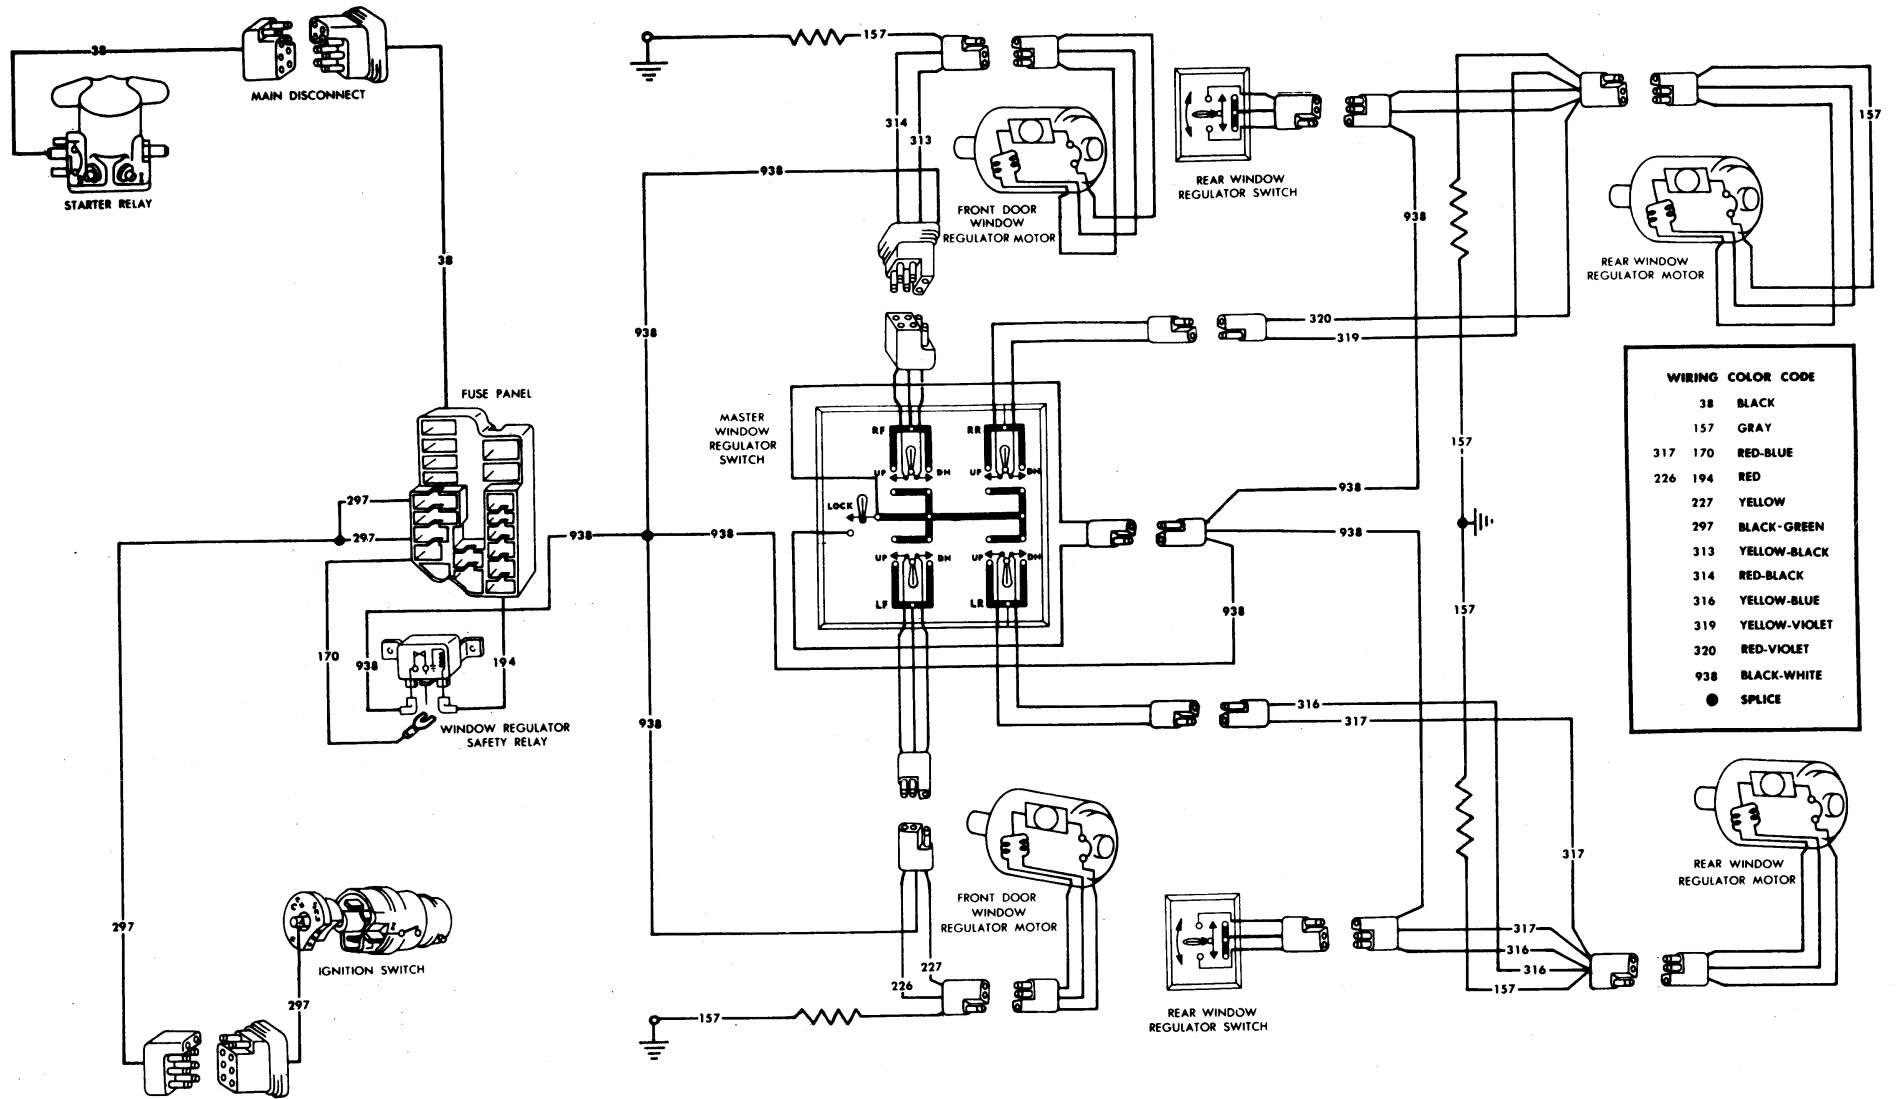 38
MAIN DISCONNECT
STARTER RELAY
38
157
314
313
938
FRONT DOOR
WINDOW
REGULATOR MOTOR
REAR WINDOW
REGULATOR SWITCH
938
157
REAR WINDOW
REGULATOR MOTOR
938
320
319
FUSE PANEL
MASTER
WINDOW
REGULATOR
SWITCH
RF
RR
UP
DN
UP
DN
LOCK
UP
DN
UP
DN
LF
LR
297
297
938
938
938
938
938
157
157
170
938
194
WINDOW REGULATOR
SAFETY RELAY
938
316
317
WIRING COLOR CODE
38 BLACK
157 GRAY
317 170 RED-BLUE
226 194 RED
227 YELLOW
297 BLACK-GREEN
313 YELLOW-BLACK
314 RED-BLACK
316 YELLOW-BLUE
319 YELLOW-VIOLET
320 RED-VIOLET
938 BLACK-WHITE
SPLICE
317
REAR WINDOW
REGULATOR MOTOR
FRONT DOOR
WINDOW
REGULATOR MOTOR
297
IGNITION SWITCH
297
227
226
157
317
316
316
157
REAR WINDOW
REGULATOR SWITCH